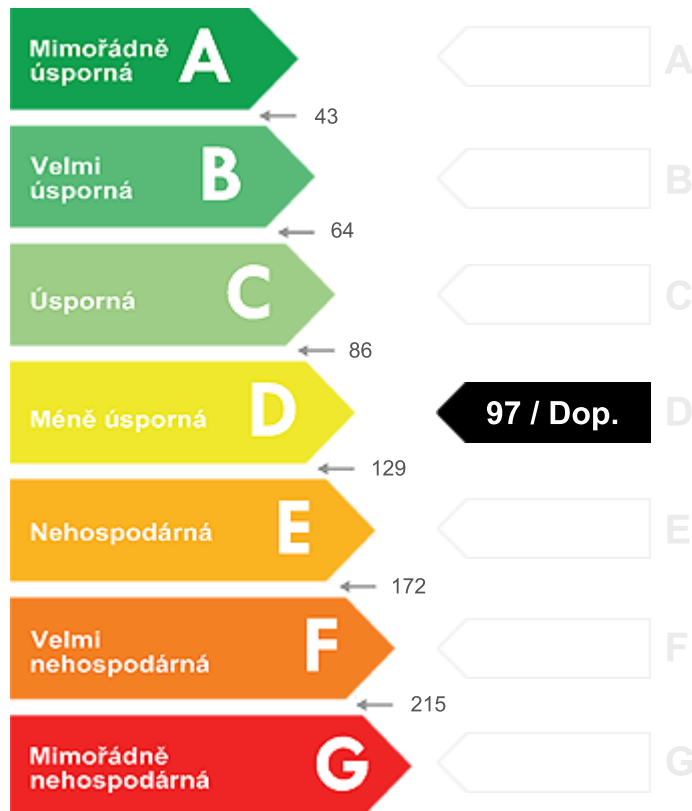 Mimořádně
úsporná
A
A
43
Velmi
úsporná
B
B
64
Úsporná
C
C
86
Méně úsporná
D
97 / Dop.
D
129
Nehospodárná
E
E
172
Velmi
nehospodárná
F
F
215
Mimořádně
nehospodárná
G
G